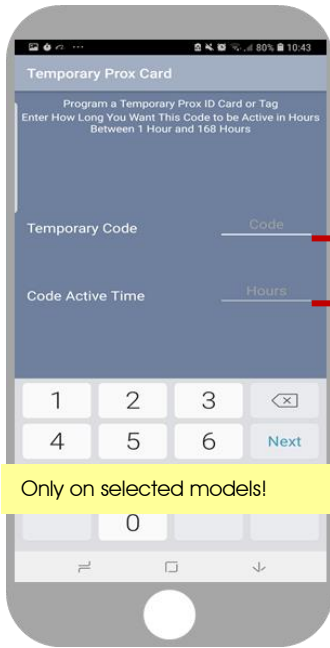 80% 10:43
Temporary Prox Card
Program a Temporary Prox ID Card or Tag
Enter How Long You Want This Code to be Active in Hours
Between 1 Hour and 168 Hours
Temporary Code Code
Code Active Time Hours
1 2 3
4 5 6 Next
Only on selected models!
0